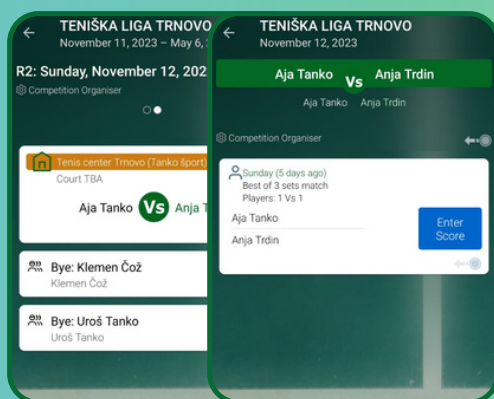 TENIŠKA LIGA TRNOVO
November 11, 2023 – May 6,
R2: Sunday, November 12, 202
Competition Organiser
Tenis center Trnovo (Tanko šport)
Court TBA
Aja Tanko Vs Anja T
Bye: Klemen Čož
Klemen Čož
Bye: Uroš Tanko
Uroš Tanko
TENIŠKA LIGA TRNOVO
November 12, 2023
Aja Tanko Vs Anja Trdin
Aja Tanko Anja Trdin
Competition Organiser
Sunday (5 days ago)
Best of 3 sets match
Players: 1 Vs 1
Aja Tanko
Anja Trdin
Enter
Score